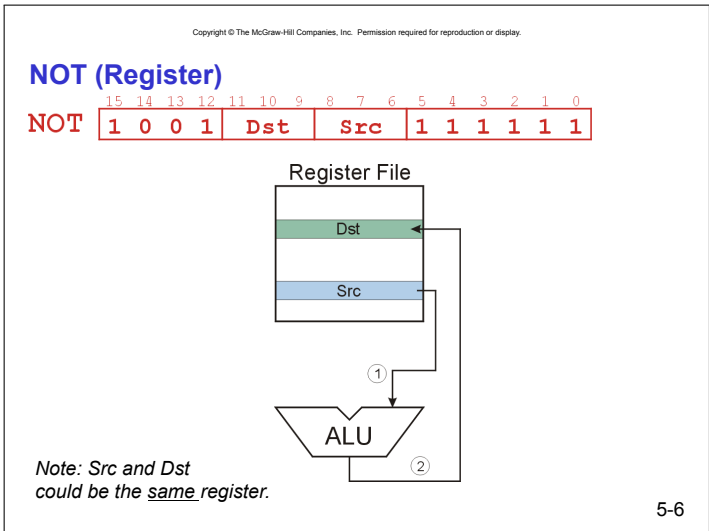 Copyright © The McGraw-Hill Companies, Inc. Permission required for reproduction or display.
NOT (Register)
15 14 13 12 11 10 9 8 7 6 5 4 3 2 1 0
NOT 1 0 0 1 Dst Src 1 1 1 1 1 1
Register File
Dst
Src
1
ALU
2
Note: Src and Dst
could be the same register.
5-6